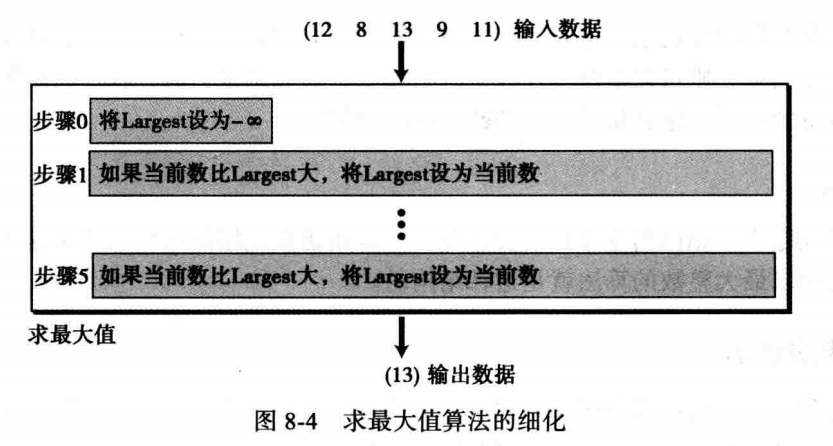 (12 8 13 9 11) 输入数据
步骤0 将Largest设为-∞
步骤1 如果当前数比Largest大，将Largest设为当前数
步骤5 如果当前数比Largest大，将Largest设为当前数
求最大值
(13) 输出数据
图 8-4 求最大值算法的细化